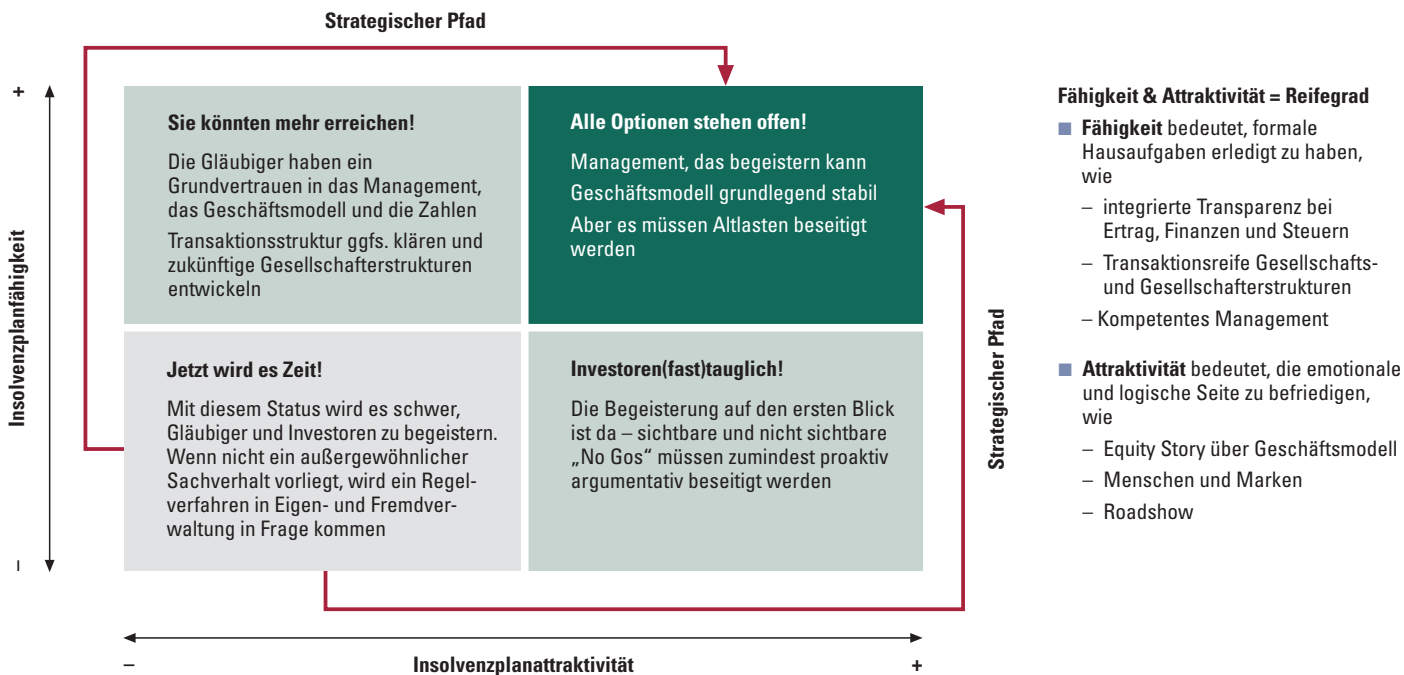 Strategischer Pfad
+
Insolvenzplanfähigkeit
–
Sie könnten mehr erreichen!
Die Gläubiger haben ein
Grundvertrauen in das Management,
das Geschäftsmodell und die Zahlen
Transaktionsstruktur ggfs. klären und
zukünftige Gesellschafterstrukturen
entwickeln
Alle Optionen stehen offen!
Management, das begeistern kann
Geschäftsmodell grundlegend stabil
Aber es müssen Altlasten beseitigt
werden
Jetzt wird es Zeit!
Mit diesem Status wird es schwer,
Gläubiger und Investoren zu begeistern.
Wenn nicht ein außergewöhnlicher
Sachverhalt vorliegt, wird ein Regel-
verfahren in Eigen- und Fremdver-
waltung in Frage kommen
Investoren(fast)tauglich!
Die Begeisterung auf den ersten Blick
ist da – sichtbare und nicht sichtbare
„No Gos“ müssen zumindest proaktiv
argumentativ beseitigt werden
Strategischer Pfad
–
Insolvenzplanattraktivität
+
Fähigkeit & Attraktivität = Reifegrad
Fähigkeit bedeutet, formale
Hausaufgaben erledigt zu haben,
wie
– integrierte Transparenz bei
Ertrag, Finanzen und Steuern
– Transaktionsreife Gesellschafts-
und Gesellschafterstrukturen
– Kompetentes Management
Attraktivität bedeutet, die emotionale
und logische Seite zu befriedigen,
wie
– Equity Story über Geschäftsmodell
– Menschen und Marken
– Roadshow